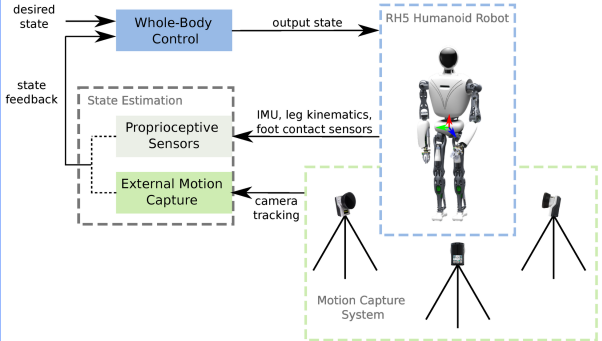 desired
state
Whole-Body
Control
output state
RH5 Humanoid Robot
state
feedback
State Estimation
Proprioceptive
Sensors
IMU, leg kinematics,
foot contact sensors
External Motion
Capture
camera
tracking
Motion Capture
System